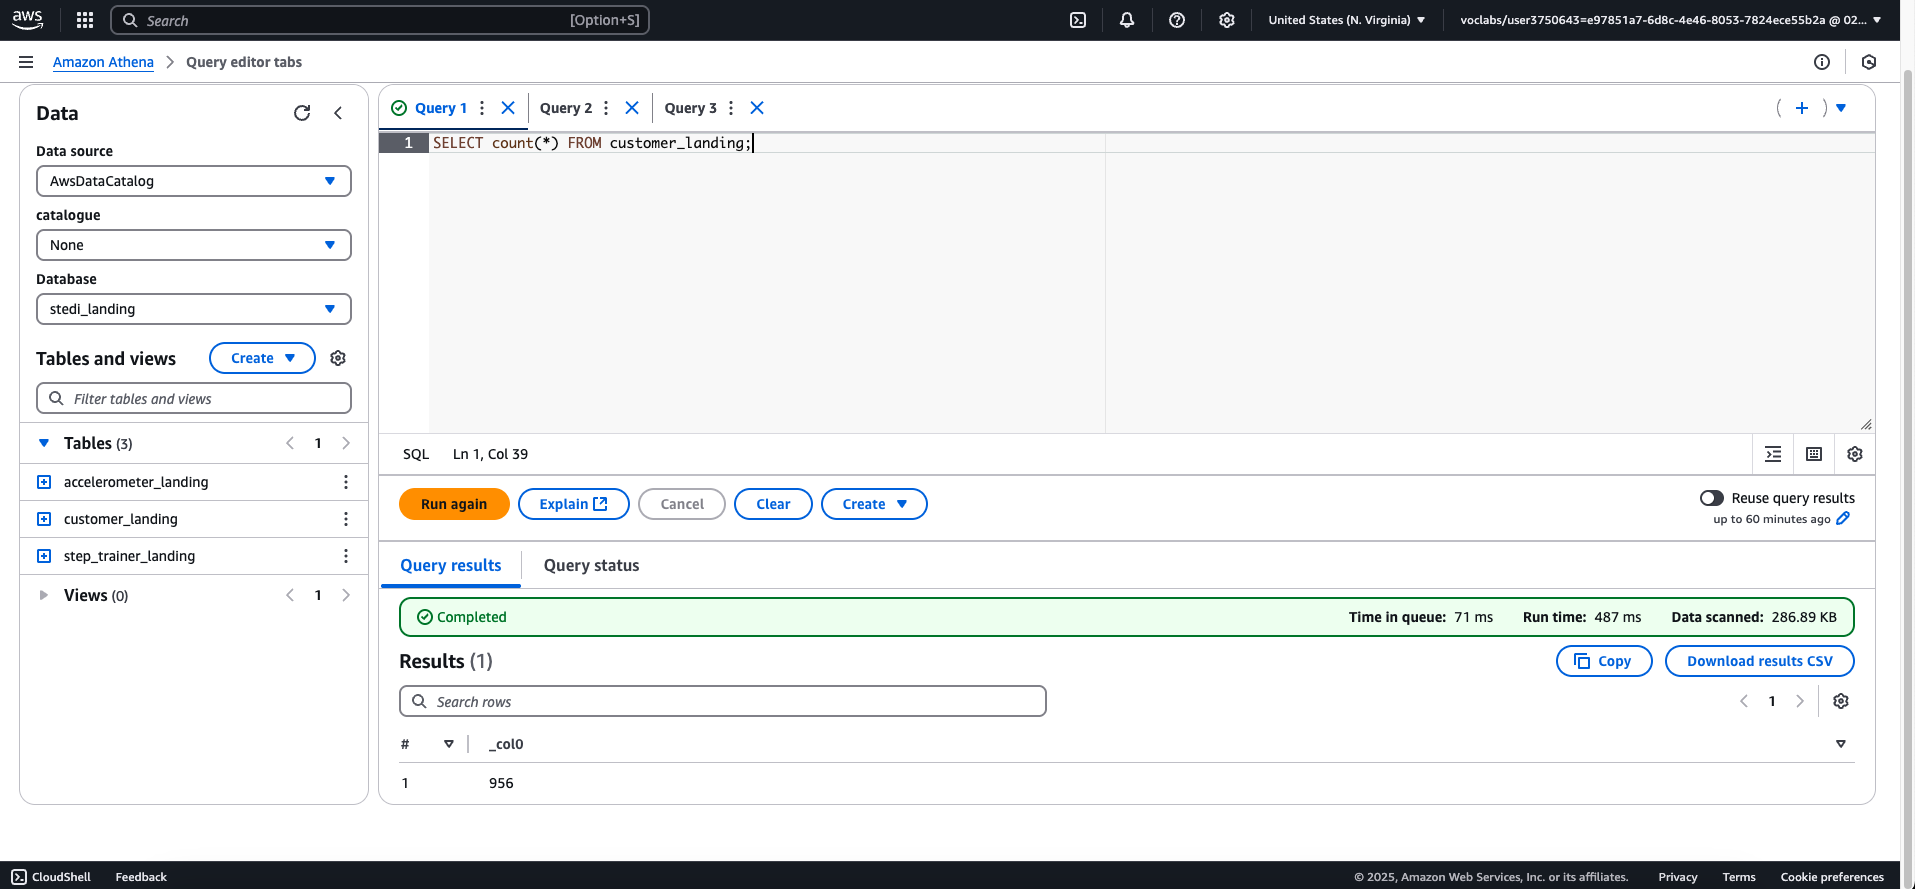 aws
Search [Option+S]
United States (N. Virginia)
voclabs/user3750643=e97851a7-6d8c-4e46-8053-7824ece55b2a @ 02...
Amazon Athena
Query editor tabs
Data
Data source
AwsDataCatalog
catalogue
None
Database
stedi_landing
Tables and views
Create
Filter tables and views
Tables (3)
1
accelerometer_landing
customer_landing
step_trainer_landing
Views (0)
1
Query 1
Query 2
Query 3
1 SELECT count(*) FROM customer_landing;
SQL Ln 1, Col 39
Run again
Explain
Cancel
Clear
Create
Reuse query results
up to 60 minutes ago
Query results
Query status
Completed
Time in queue: 71 ms
Run time: 487 ms
Data scanned: 286.89 KB
Results (1)
Copy
Download results CSV
Search rows
1
# _col0
1 956
CloudShell
Feedback
© 2025, Amazon Web Services, Inc. or its affiliates.
Privacy
Terms
Cookie preferences